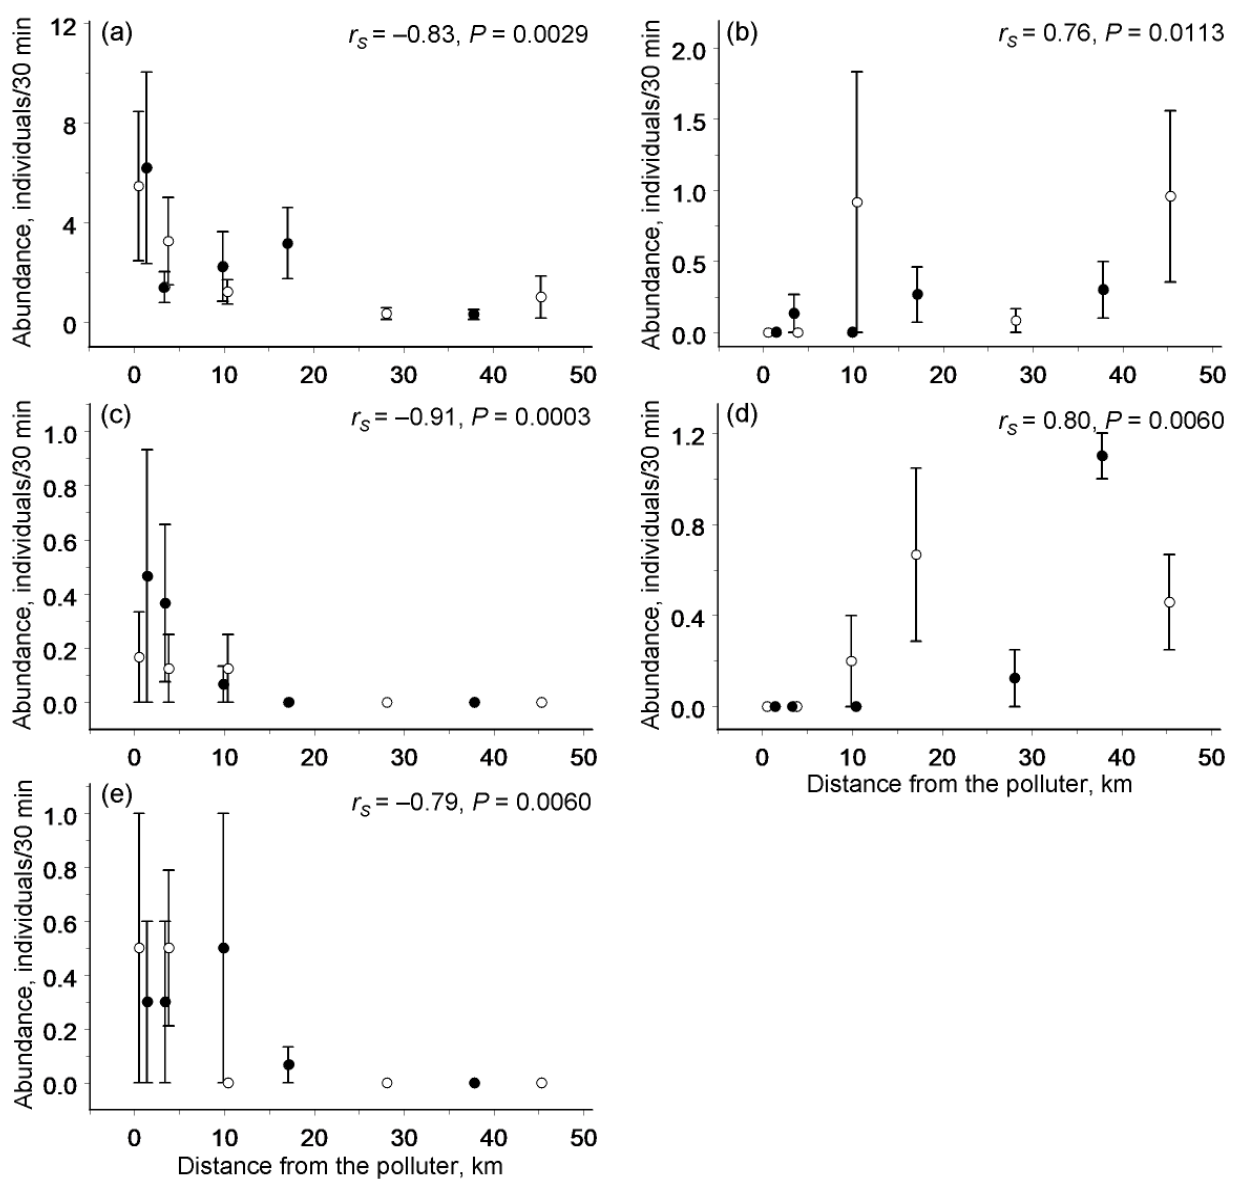 (a)
rS = –0.83, P = 0.0029
Abundance, individuals/30 min
12
8
4
0
0 10 20 30 40 50
(b)
rS = 0.76, P = 0.0113
Abundance, individuals/30 min
2.0
1.5
1.0
0.5
0.0
0 10 20 30 40 50
(c)
rS = –0.91, P = 0.0003
Abundance, individuals/30 min
1.0
0.8
0.6
0.4
0.2
0.0
0 10 20 30 40 50
(d)
rS = 0.80, P = 0.0060
Abundance, individuals/30 min
1.2
0.8
0.4
0.0
0 10 20 30 40 50
Distance from the polluter, km
(e)
rS = –0.79, P = 0.0060
Abundance, individuals/30 min
1.0
0.8
0.6
0.4
0.2
0.0
0 10 20 30 40 50
Distance from the polluter, km